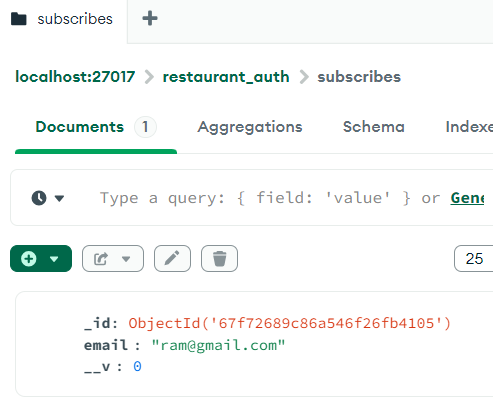 subscribes
localhost:27017 > restaurant_auth > subscribes
Documents 1 Aggregations Schema Indexe
Type a query: { field: 'value' } or Gene
25
_id: ObjectId('67f72689c86a546f26fb4105')
email : "ram@gmail.com"
__v : 0